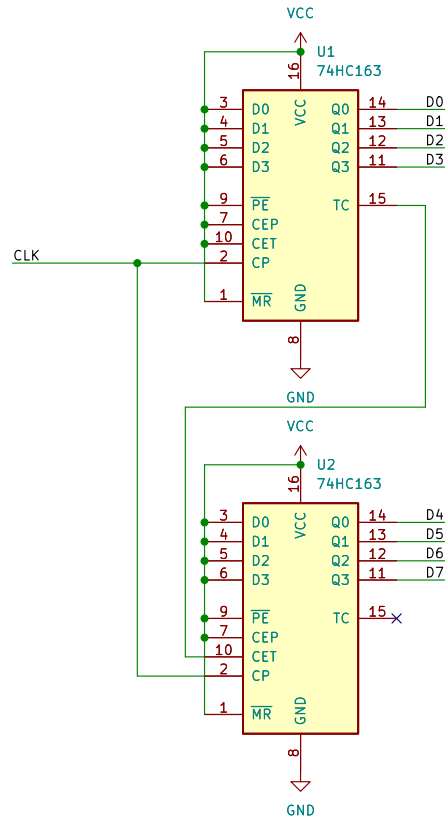 VCC
U1
74HC163
16
VCC
3 D0 Q0 14 D0
4 D1 Q1 13 D1
5 D2 Q2 12 D2
6 D3 Q3 11 D3
9 PE TC 15
7 CEP
10 CET
CLK 2 CP
1 MR
GND
8
GND
VCC
U2
74HC163
16
VCC
3 D0 Q0 14 D4
4 D1 Q1 13 D5
5 D2 Q2 12 D6
6 D3 Q3 11 D7
9 PE TC 15
7 CEP
10 CET
2 CP
1 MR
GND
8
GND